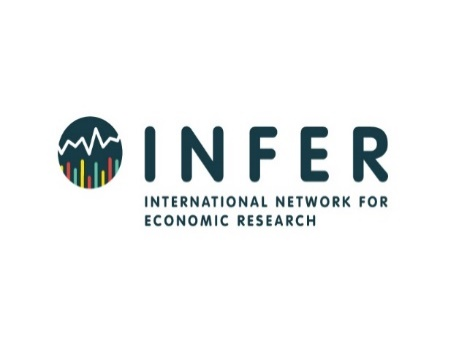 INFER
INTERNATIONAL NETWORK FOR
ECONOMIC RESEARCH